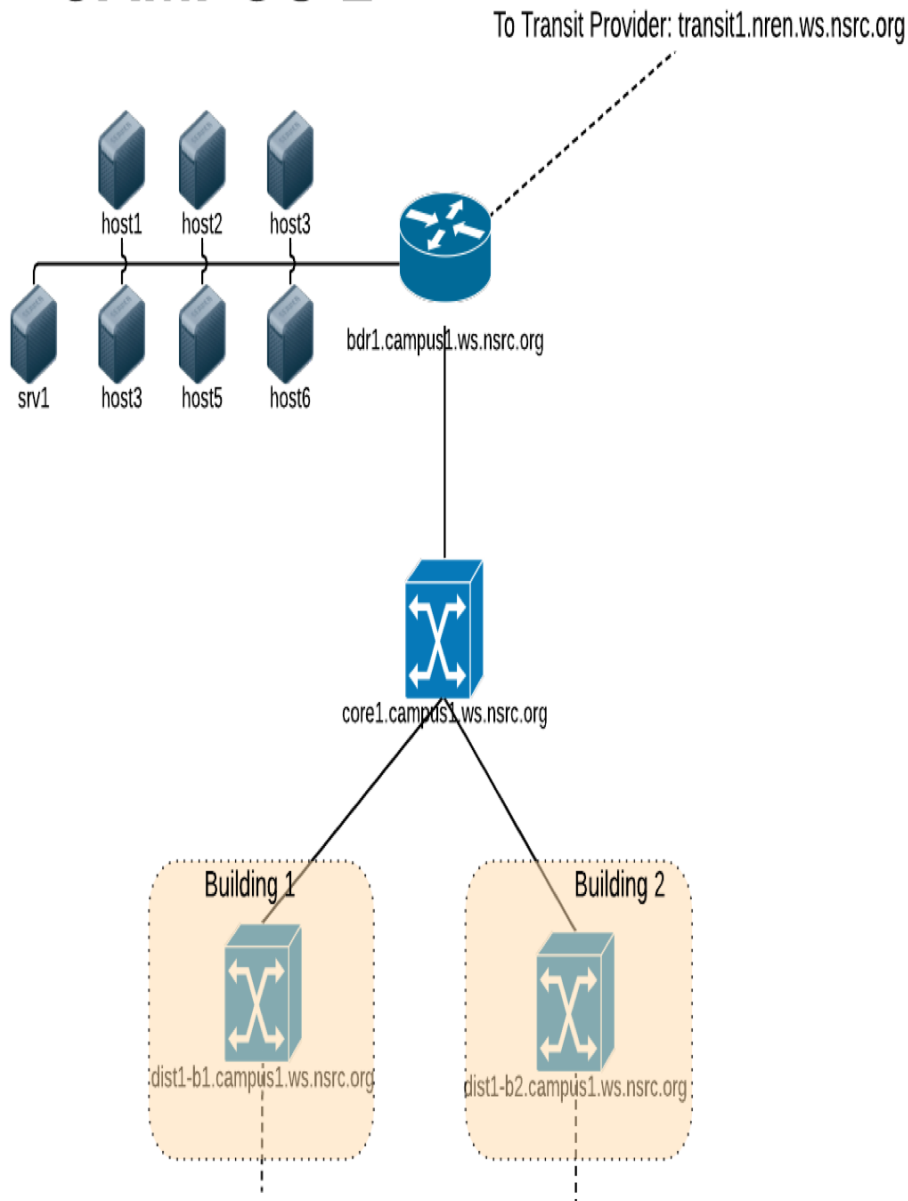 To Transit Provider: transit1.nren.ws.nsrc.org
host1 host2 host3
bdr1.campus1.ws.nsrc.org
srv1 host3 host5 host6
core1.campus1.ws.nsrc.org
Building 1
Building 2
dist1-b1.campus1.ws.nsrc.org
dist1-b2.campus1.ws.nsrc.org